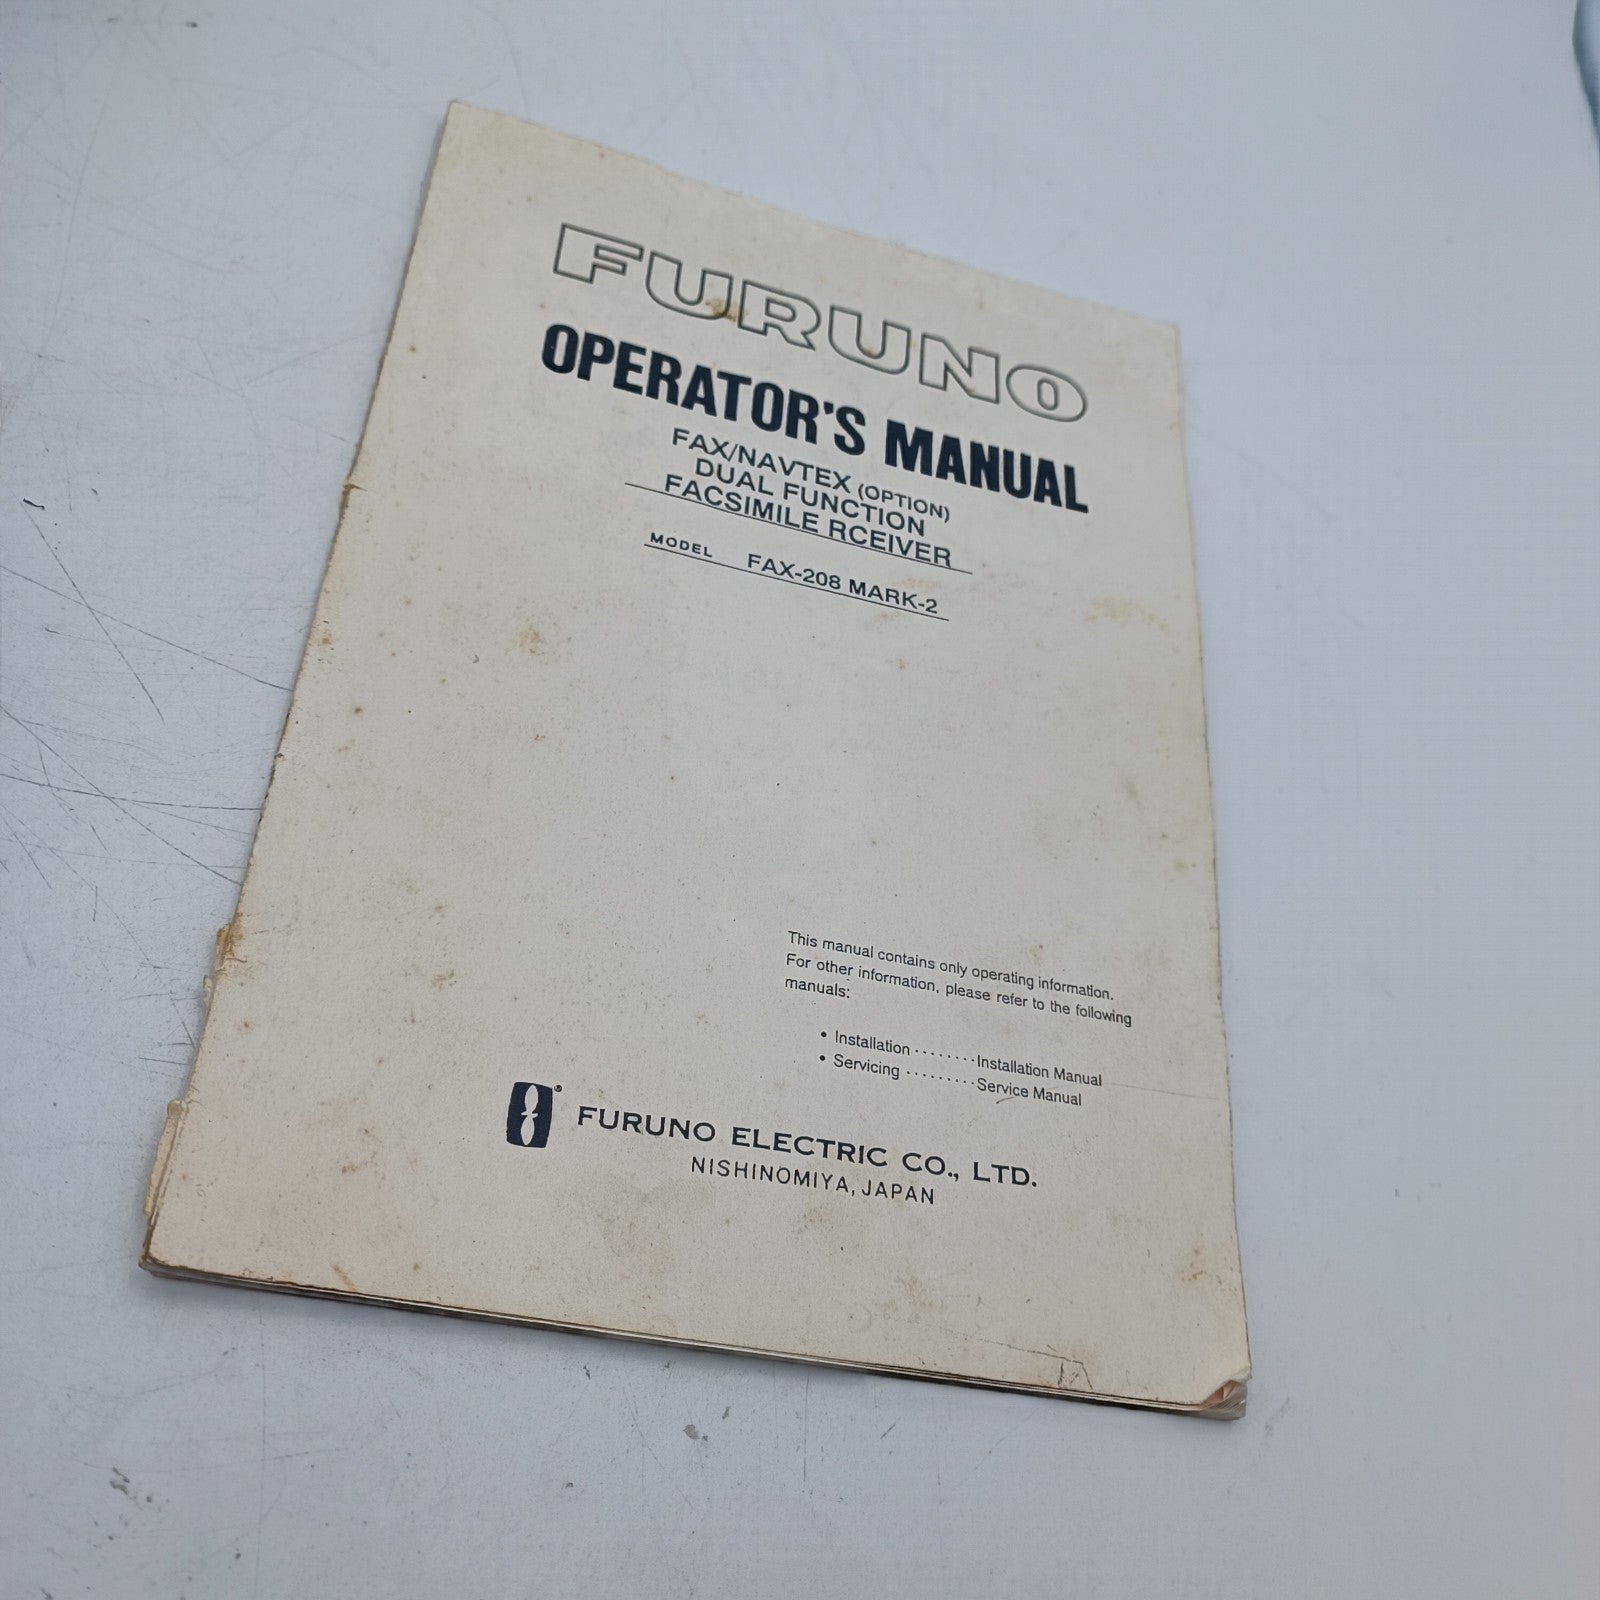 FURUNO
OPERATOR'S MANUAL
FAX/NAVTEX (OPTION)
DUAL FUNCTION
FACSIMILE RCEIVER
MODEL FAX-208 MARK-2
This manual contains only operating information.
For other information, please refer to the following
manuals:
• Installation ········Installation Manual
• Servicing ·········Service Manual
® FURUNO ELECTRIC CO., LTD.
NISHINOMIYA, JAPAN